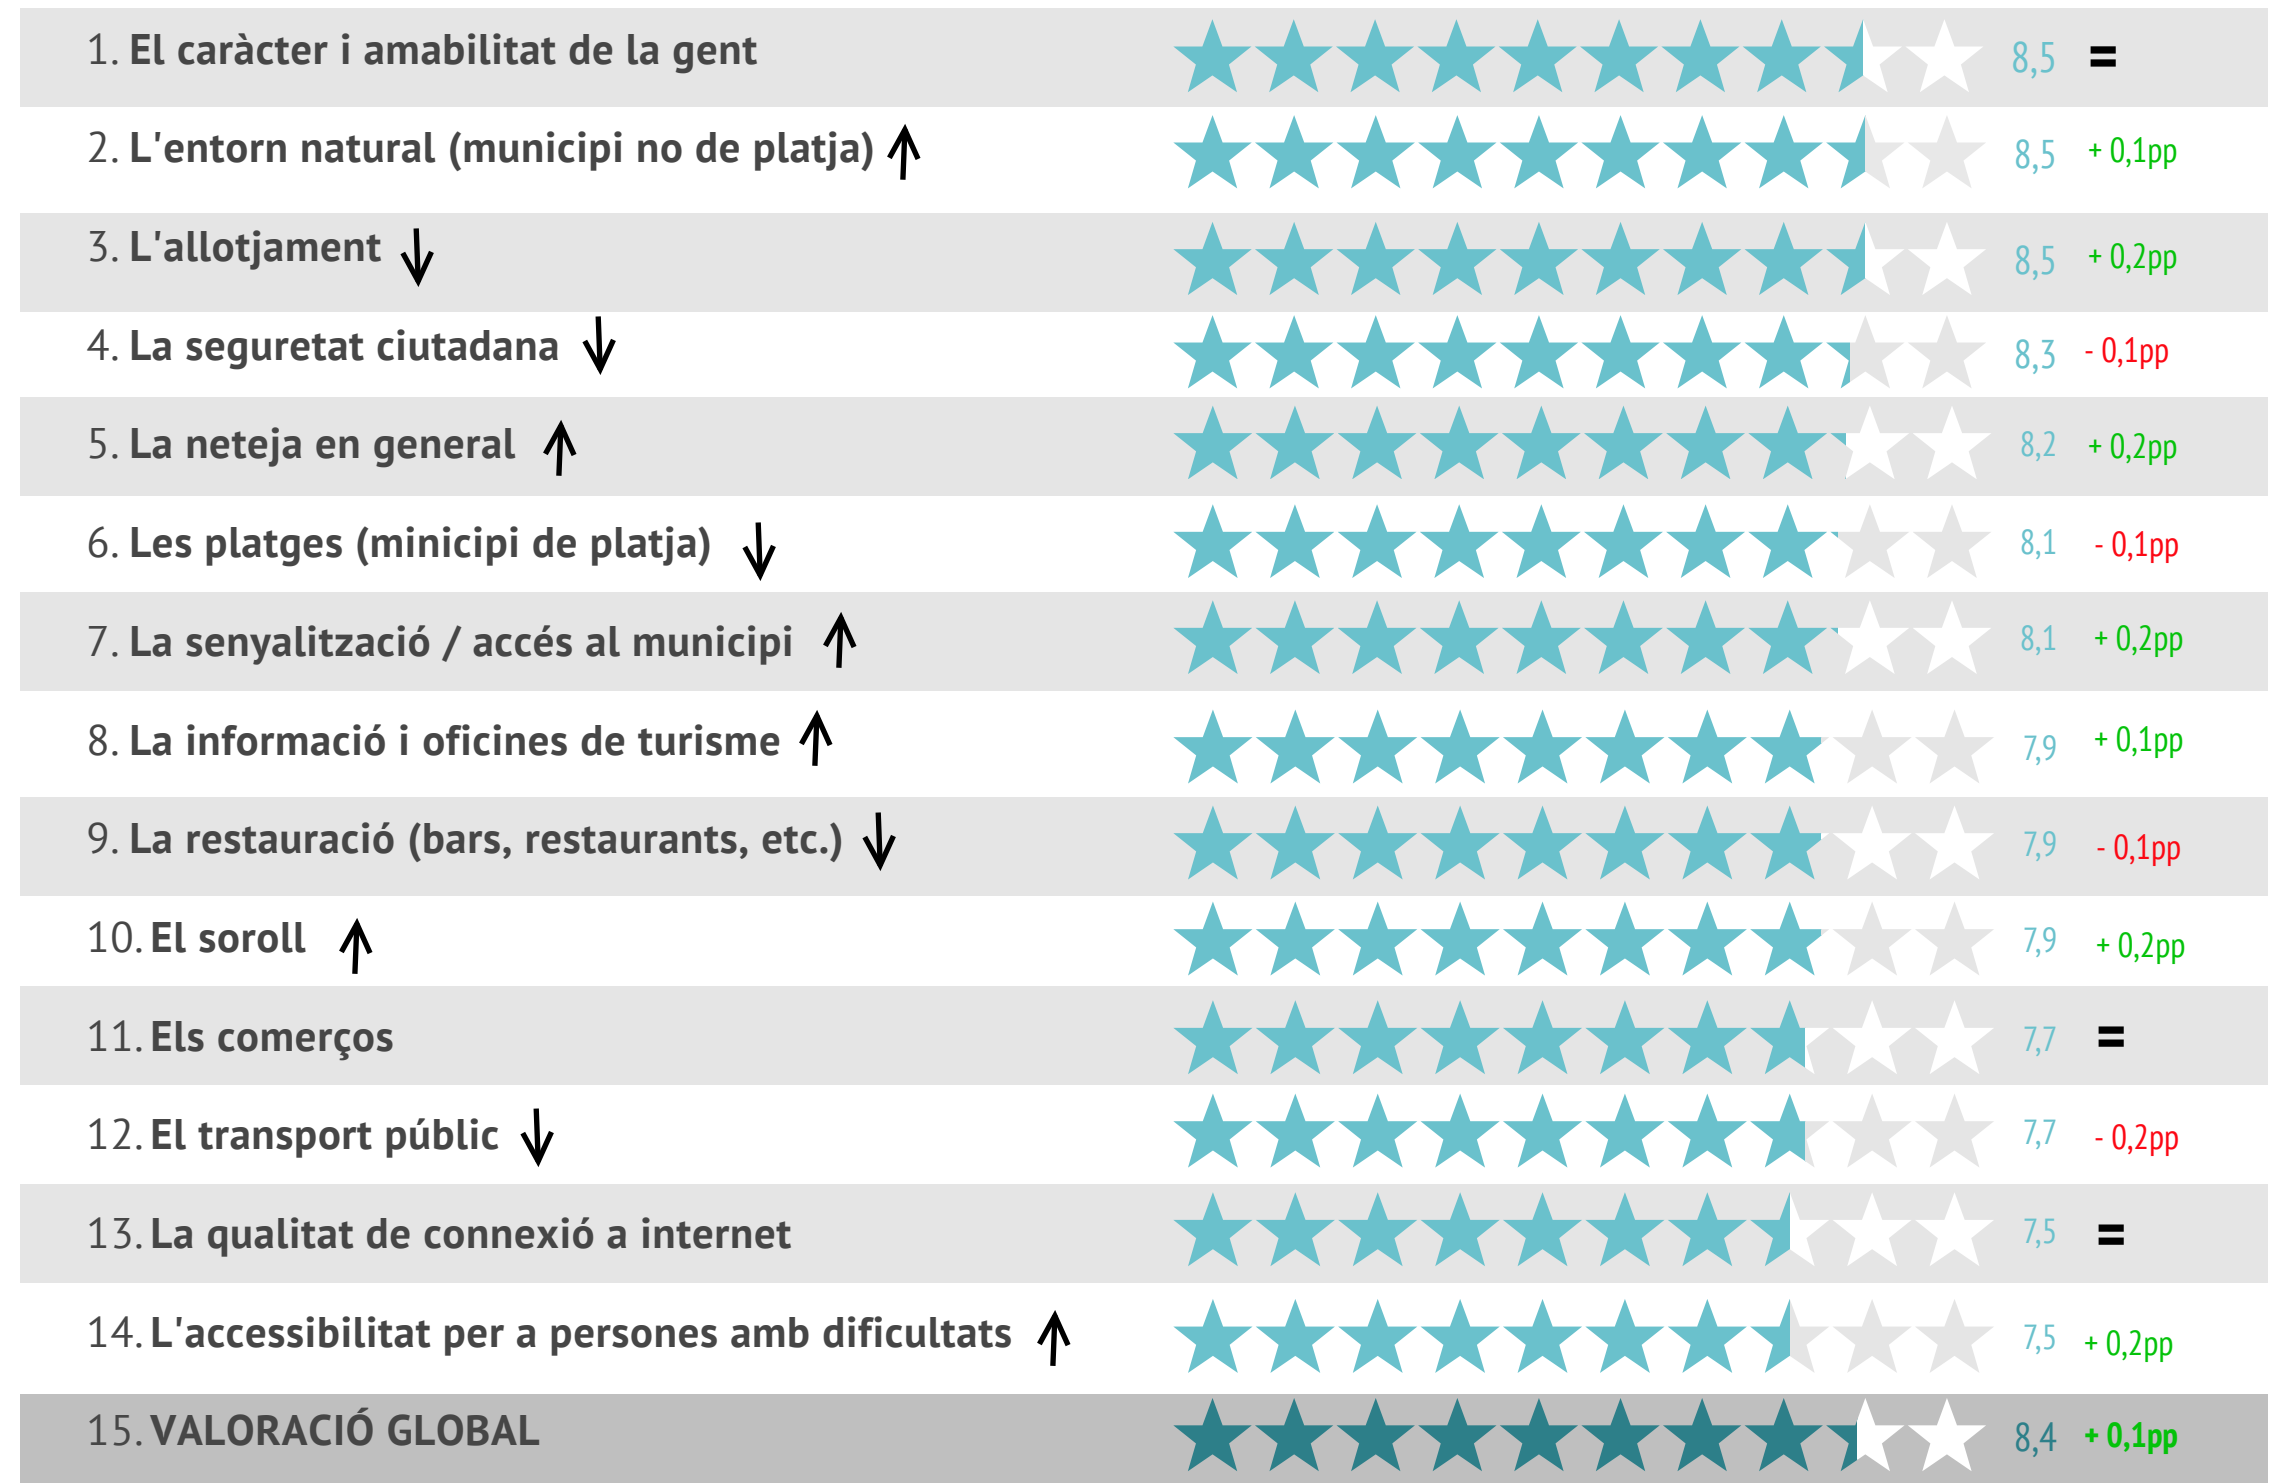 1. El caràcter i amabilitat de la gent 8,5 =
2. L'entorn natural (municipi no de platja) 8,5 + 0,1pp
3. L'allotjament 8,5 + 0,2pp
4. La seguretat ciutadana 8,3 - 0,1pp
5. La neteja en general 8,2 + 0,2pp
6. Les platges (minicipi de platja) 8,1 - 0,1pp
7. La senyalització / accés al municipi 8,1 + 0,2pp
8. La informació i oficines de turisme 7,9 + 0,1pp
9. La restauració (bars, restaurants, etc.) 7,9 - 0,1pp
10. El soroll 7,9 + 0,2pp
11. Els comerços 7,7 =
12. El transport públic 7,7 - 0,2pp
13. La qualitat de connexió a internet 7,5 =
14. L'accessibilitat per a persones amb dificultats 7,5 + 0,2pp
15. VALORACIÓ GLOBAL 8,4 + 0,1pp